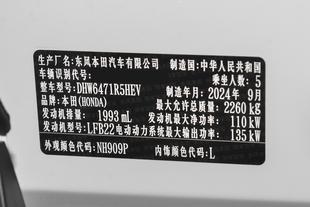 生产厂名:东风本田汽车有限公司 制造国:中华人民共和国
车辆识别代号: 乘坐人数: 5
整车型号:DHW6471R5HEV 制造年月:2024年 9月
品牌:本田(HONDA) 最大允许总质量:2260kg
发动机排量: 1993 mL 发动机最大净功率: 110 kW
发动机型号:LFB22 电动动力系统最大输出功率: 135 kW
外观颜色代码:NH909P 内饰颜色代码:L